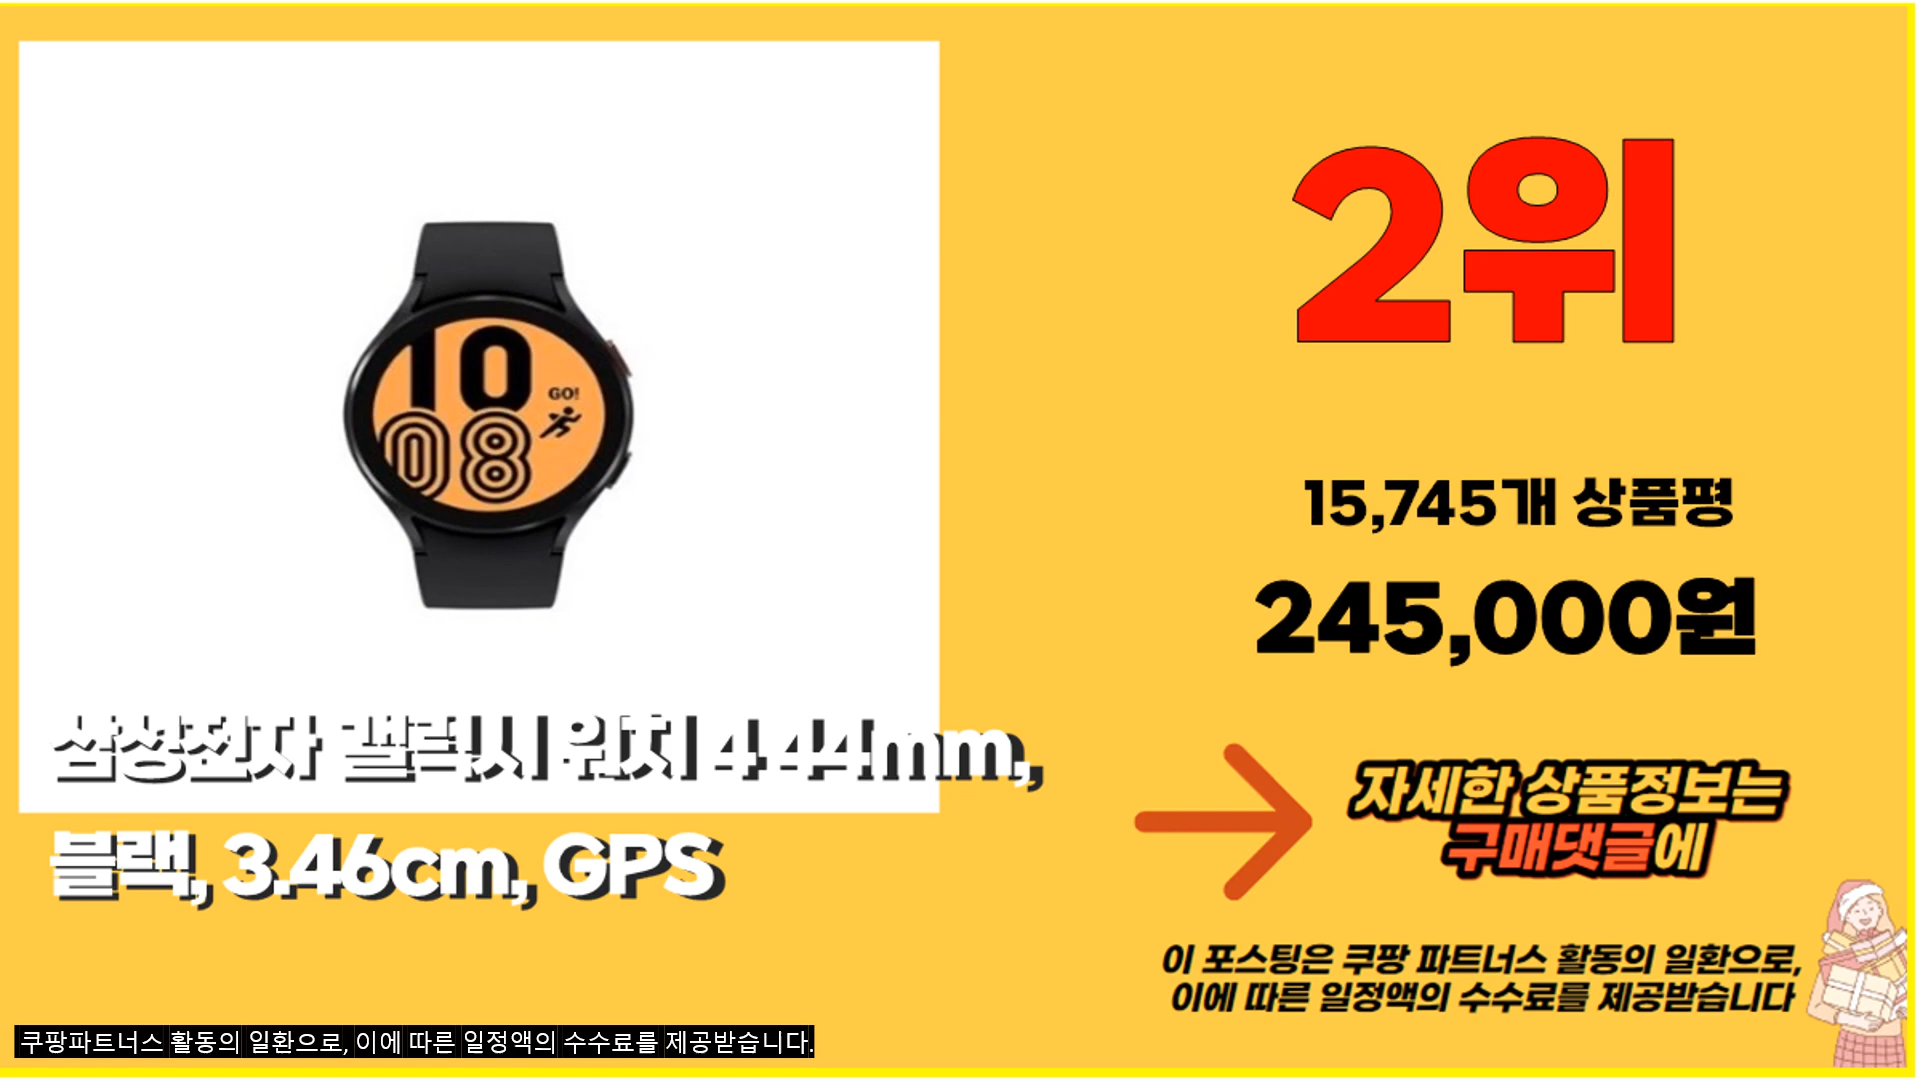 10
08
GO!
삼성전자 갤럭시 워치 4 44mm,
블랙, 3.46cm, GPS
쿠팡파트너스 활동의 일환으로, 이에 따른 일정액의 수수료를 제공받습니다.
2위
15,745개 상품평
245,000원
자세한 상품정보는
구매댓글에
이 포스팅은 쿠팡 파트너스 활동의 일환으로,
이에 따른 일정액의 수수료를 제공받습니다